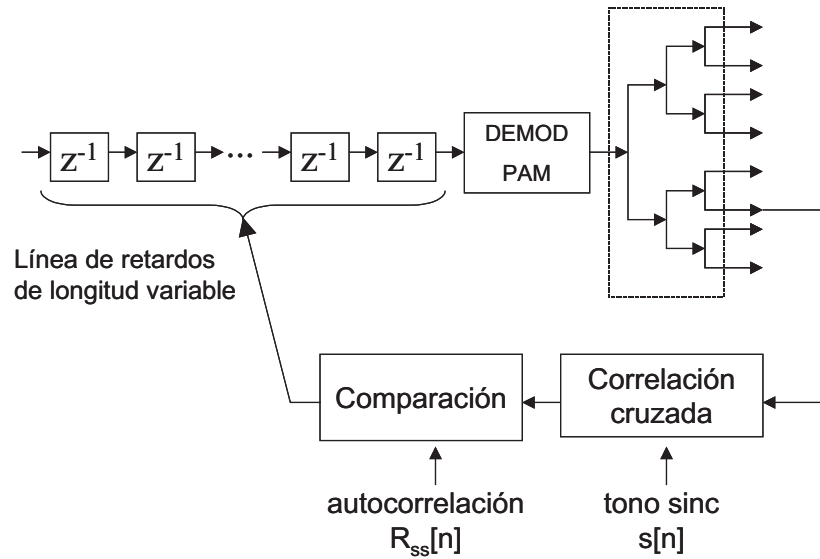 z⁻¹ z⁻¹ ... z⁻¹ z⁻¹
DEMOD
PAM
Línea de retardos
de longitud variable
Comparación
Correlación
cruzada
autocorrelación
Rₛₛ[n]
tono sinc
s[n]